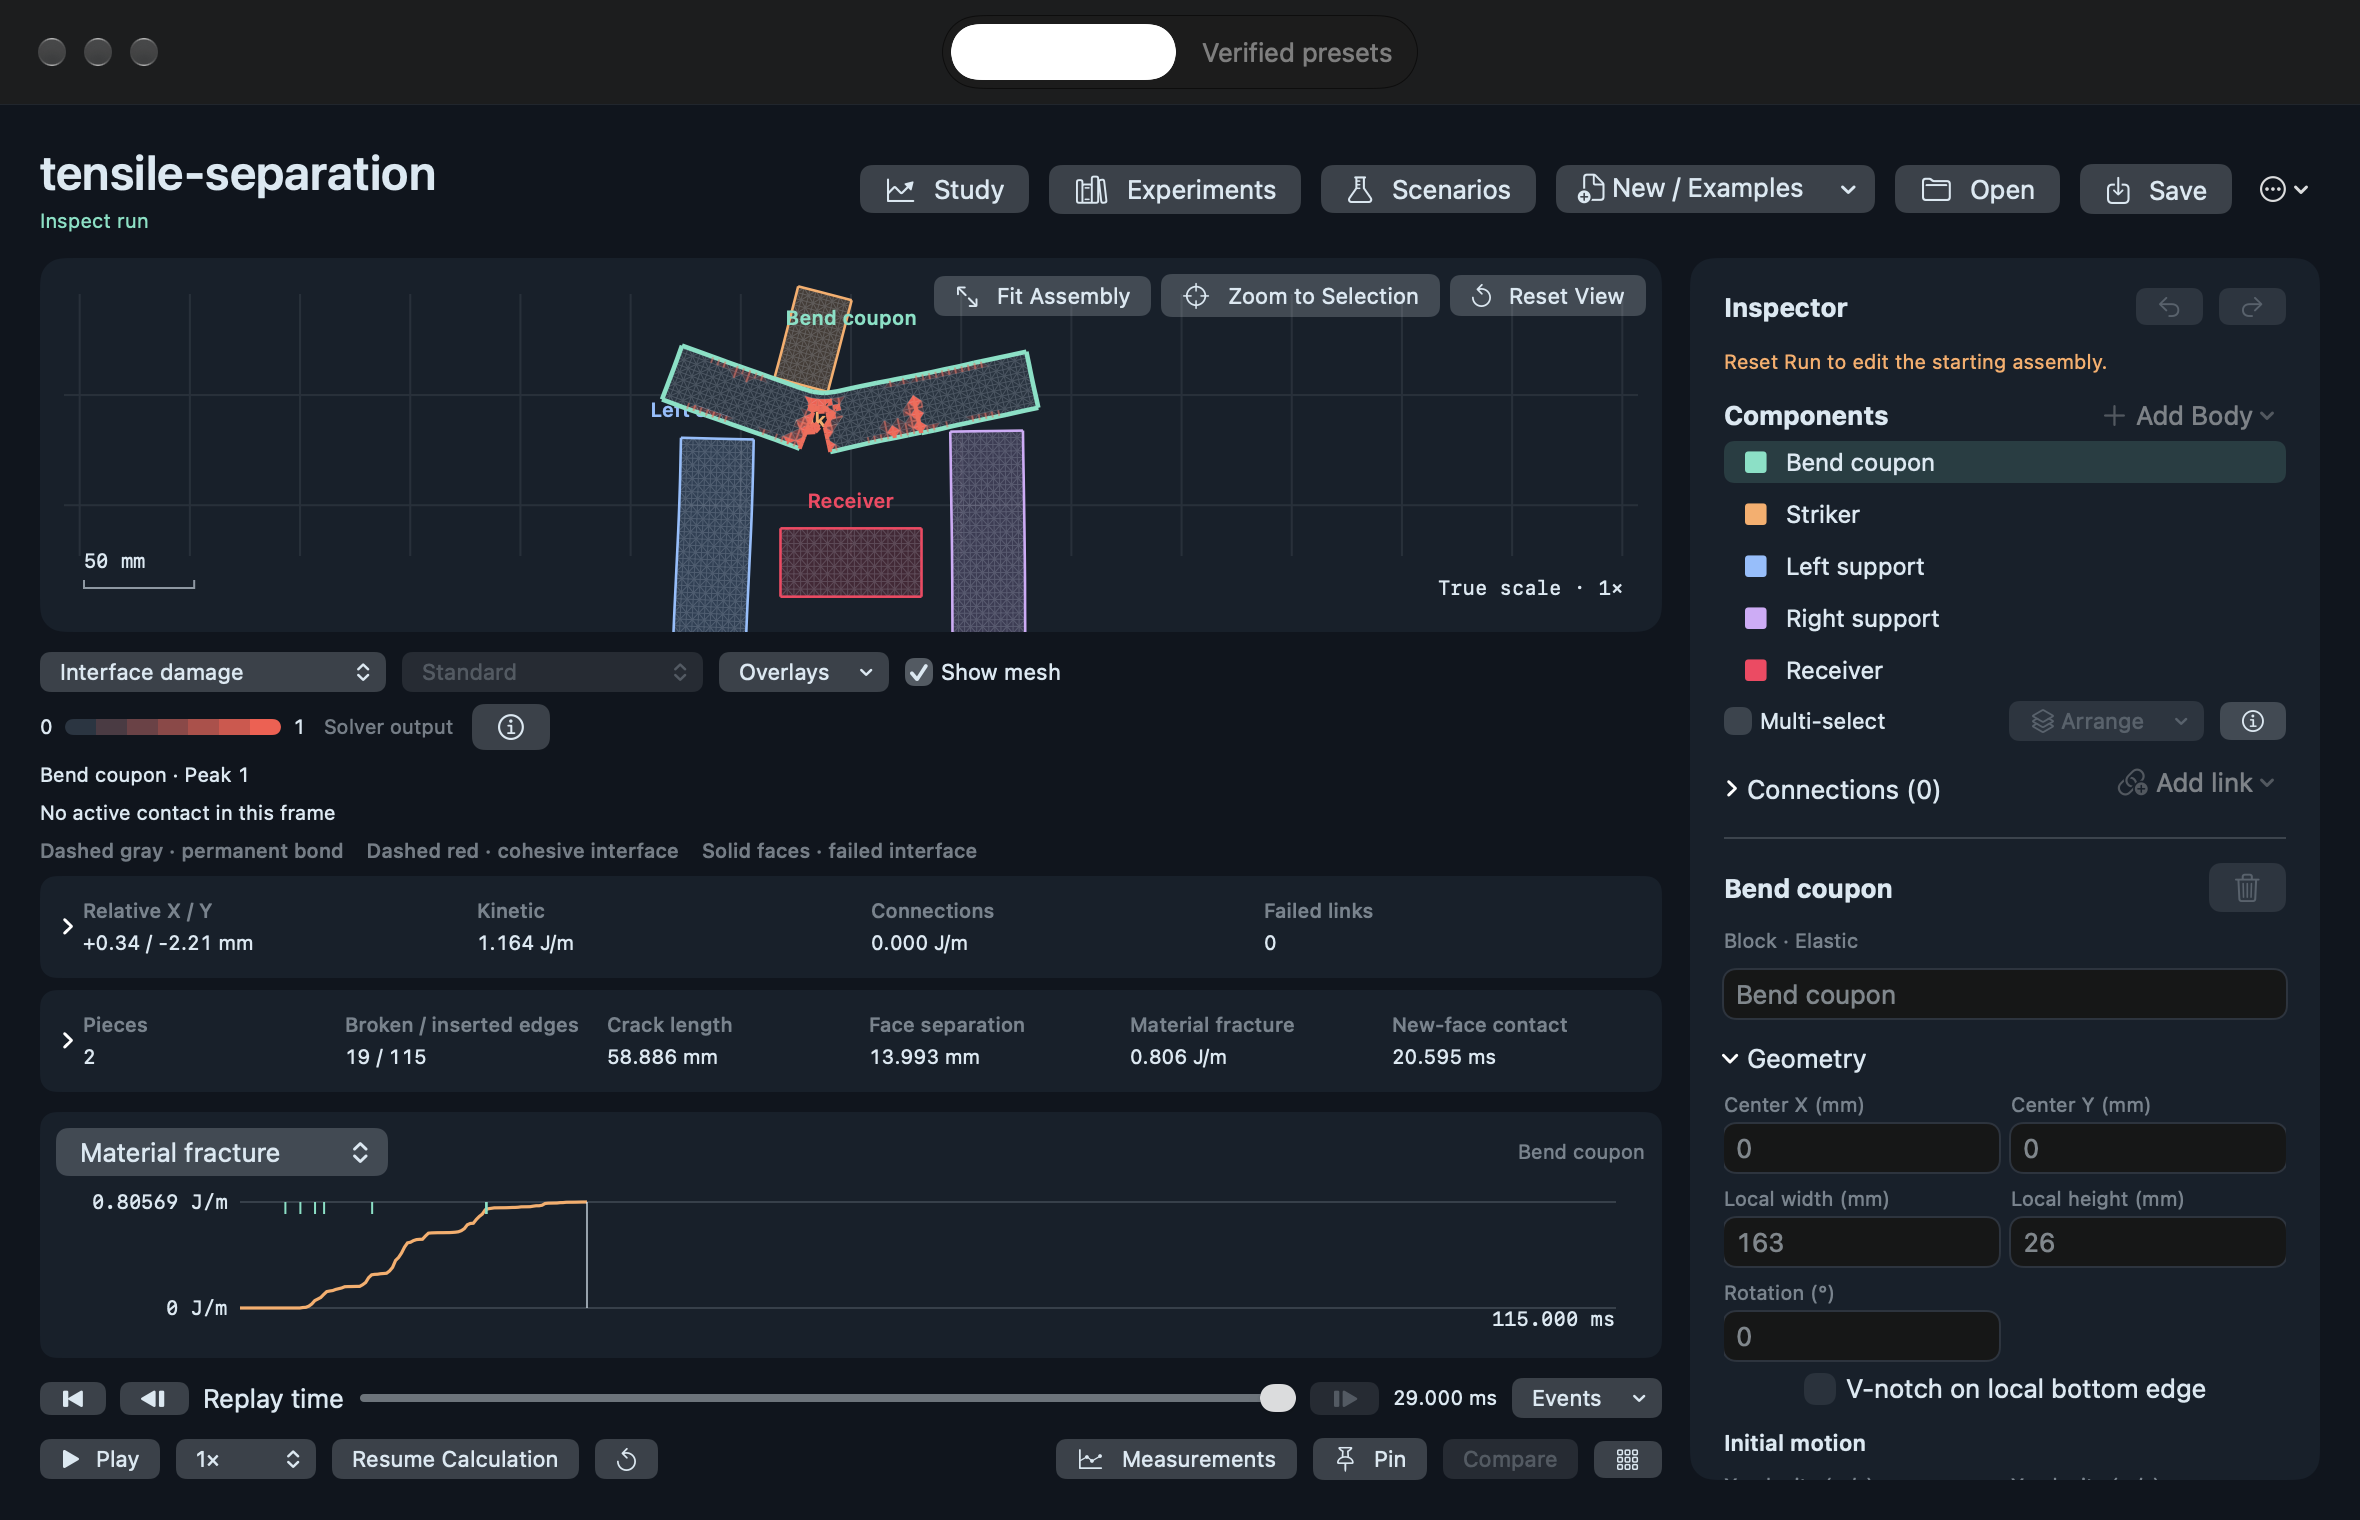 Verified presets
tensile-separation
Inspect run
Study
Experiments
Scenarios
New / Examples
Open
Save
Fit Assembly
Zoom to Selection
Reset View
Bend coupon
Left
Receiver
50 mm
True scale · 1×
Interface damage
Standard
Overlays
Show mesh
0
1
Solver output
Bend coupon · Peak 1
No active contact in this frame
Dashed gray · permanent bond
Dashed red · cohesive interface
Solid faces · failed interface
Relative X / Y
+0.34 / -2.21 mm
Kinetic
1.164 J/m
Connections
0.000 J/m
Failed links
0
Pieces
2
Broken / inserted edges
19 / 115
Crack length
58.886 mm
Face separation
13.993 mm
Material fracture
0.806 J/m
New-face contact
20.595 ms
Material fracture
Bend coupon
0.80569 J/m
0 J/m
115.000 ms
Replay time
29.000 ms
Events
Play
1×
Resume Calculation
Measurements
Pin
Compare
Inspector
Reset Run to edit the starting assembly.
Components
Add Body
Bend coupon
Striker
Left support
Right support
Receiver
Multi-select
Arrange
Connections (0)
Add link
Bend coupon
Block · Elastic
Bend coupon
Geometry
Center X (mm)
Center Y (mm)
0
0
Local width (mm)
Local height (mm)
163
26
Rotation (°)
0
V-notch on local bottom edge
Initial motion